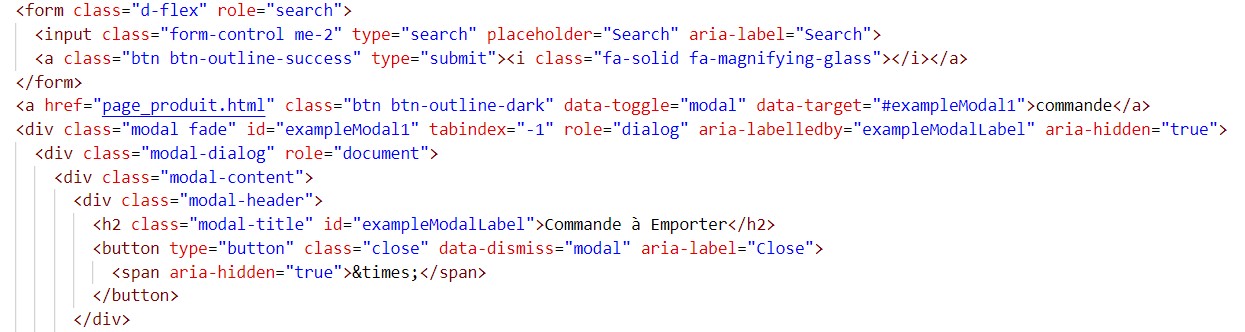 <form class="d-flex" role="search">
<input class="form-control me-2" type="search" placeholder="Search" aria-label="Search">
<a class="btn btn-outline-success" type="submit"><i class="fa-solid fa-magnifying-glass"></i></a>
</form>
<a href="page_produit.html" class="btn btn-outline-dark" data-toggle="modal" data-target="#exampleModal1">commande</a>
<div class="modal fade" id="exampleModal1" tabindex="-1" role="dialog" aria-labelledby="exampleModalLabel" aria-hidden="true">
<div class="modal-dialog" role="document">
<div class="modal-content">
<div class="modal-header">
<h2 class="modal-title" id="exampleModalLabel">Commande à Emporter</h2>
<button type="button" class="close" data-dismiss="modal" aria-label="Close">
<span aria-hidden="true">&times;</span>
</button>
</div>